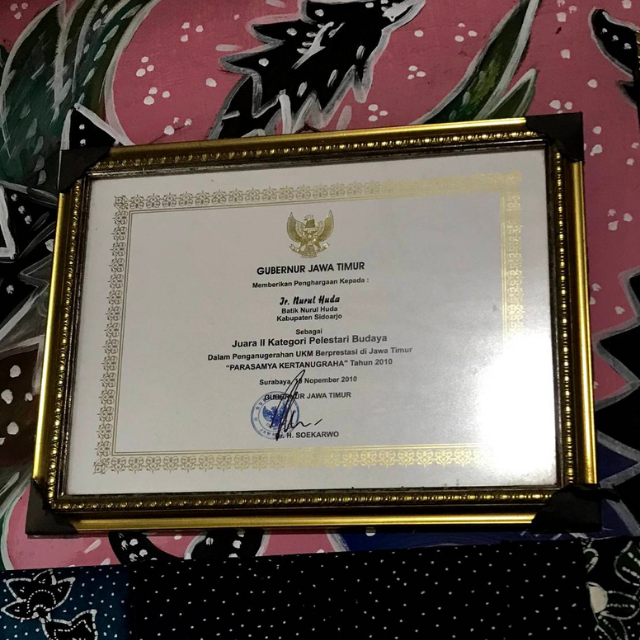 GUBERNUR JAWA TIMUR
Memberikan Penghargaan Kepada :
Ir. Nurul Huda
Batik Nurul Huda
Kabupaten Sidoarjo
Sebagai
Juara II Kategori Pelestari Budaya
Dalam Penganugerahan UKM Berprestasi di Jawa Timur
"PARASAMYA KERTANUGRAHA" Tahun 2010
Surabaya, Nopember 2010
GUBERNUR JAWA TIMUR
H. SOEKARWO